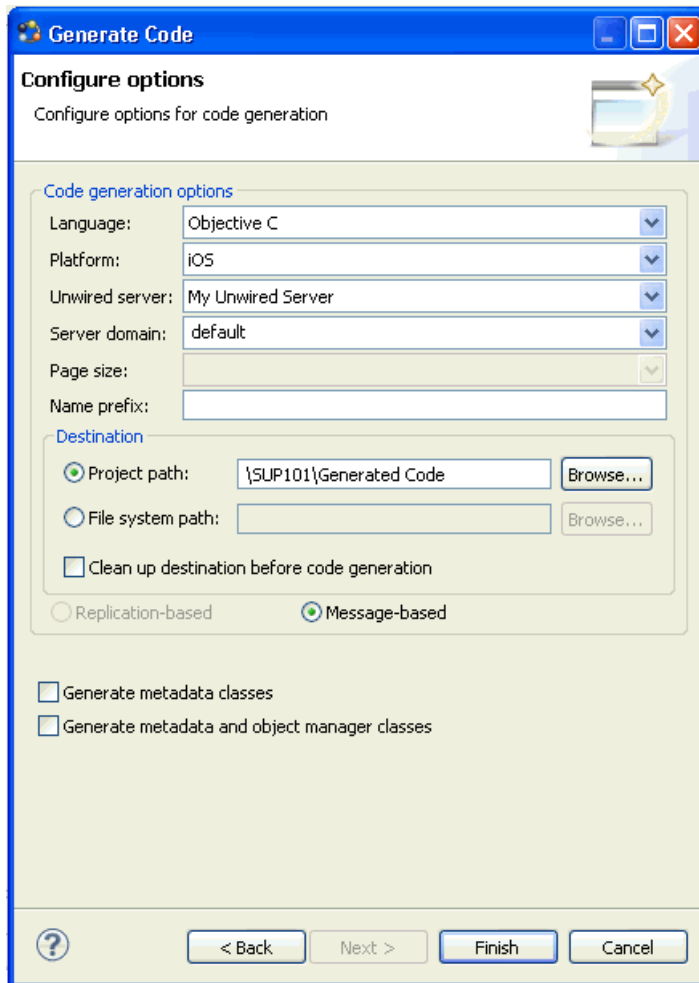 Generate Code
Configure options
Configure options for code generation
Code generation options
Language: Objective C
Platform: iOS
Unwired server: My Unwired Server
Server domain: default
Page size:
Name prefix:
Destination
Project path: \SUP101\Generated Code Browse...
File system path: Browse...
Clean up destination before code generation
Replication-based Message-based
Generate metadata classes
Generate metadata and object manager classes
? < Back Next > Finish Cancel